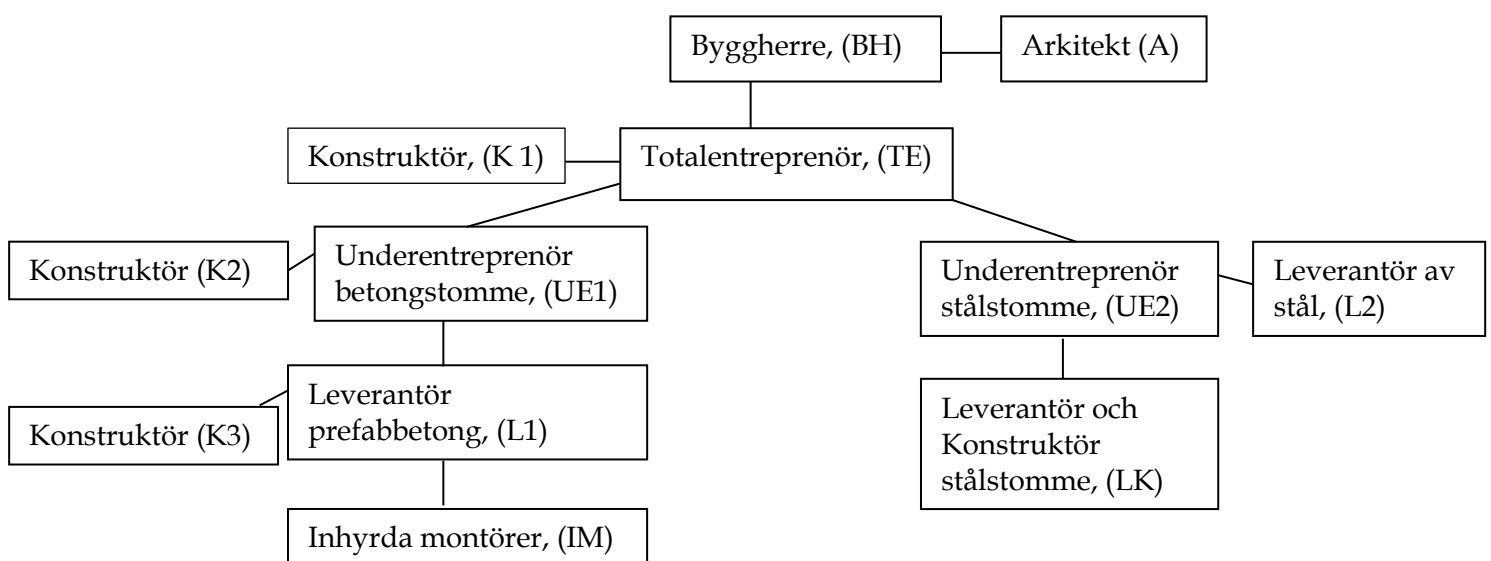 Byggherre, (BH)
Arkitekt (A)
Konstruktör, (K 1)
Totalentreprenör, (TE)
Konstruktör (K2)
Underentreprenör
betongstomme, (UE1)
Underentreprenör
stålstomme, (UE2)
Leverantör av
stål, (L2)
Konstruktör (K3)
Leverantör
prefabbetong, (L1)
Leverantör och
Konstruktör
stålstomme, (LK)
Inhyrda montörer, (IM)